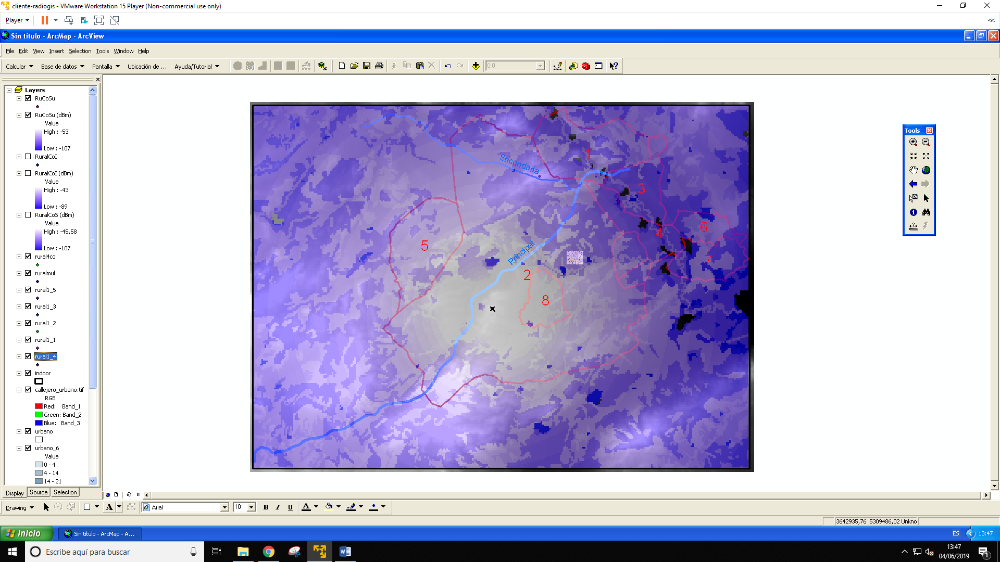 cliente-radiogis - VMware Workstation 15 Player (Non-commercial use only)
Player
Sin título - ArcMap - ArcView
File Edit View Insert Selection Tools Window Help
Calcular Base de datos Pantalla Ubicación de ... Ayuda/Tutorial 0:0
Layers
RuCoSu
RuCoSu (dBm)
Value
High : -53
Low : -107
RuralCoI
RuralCoI (dBm)
Value
High : -43
Low : -89
RuralCoS (dBm)
Value
High : -45,58
Low : -107
rural4co
ruralmul
rural1_5
rural1_3
rural1_2
rural1_1
rural1_4
indoor
callejero_urbano.tif
RGB
Red: Band_1
Green: Band_2
Blue: Band_3
urbano
urbano_6
Value
0 - 4
4 - 14
14 - 21
Display Source Selection
1
Secundaria
3
6
4
5
7
Principal
2
8
Tools
Drawing A Arial 10 B I U A
3642935,76 5309486,02 Unkno
Inicio Sin título - ArcMap - A... ES 13:47
Escribe aquí para buscar
13:47
04/06/2019
1